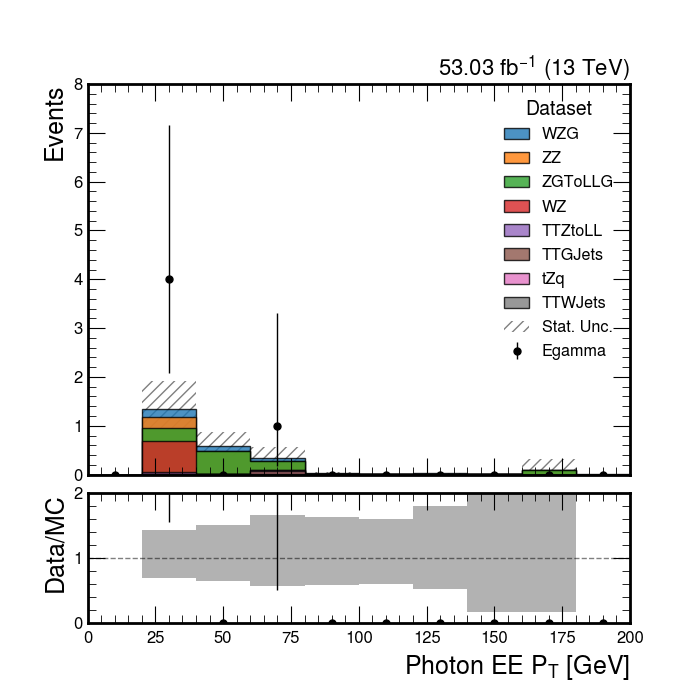 53.03 fb⁻¹ (13 TeV)
Events
8
7
6
5
4
3
2
1
0
Dataset
WZG
ZZ
ZGToLLG
WZ
TTZtoLL
TTGJets
tZq
TTWJets
Stat. Unc.
Egamma
Data/MC
2
1
0
0 25 50 75 100 125 150 175 200
Photon EE P_T [GeV]